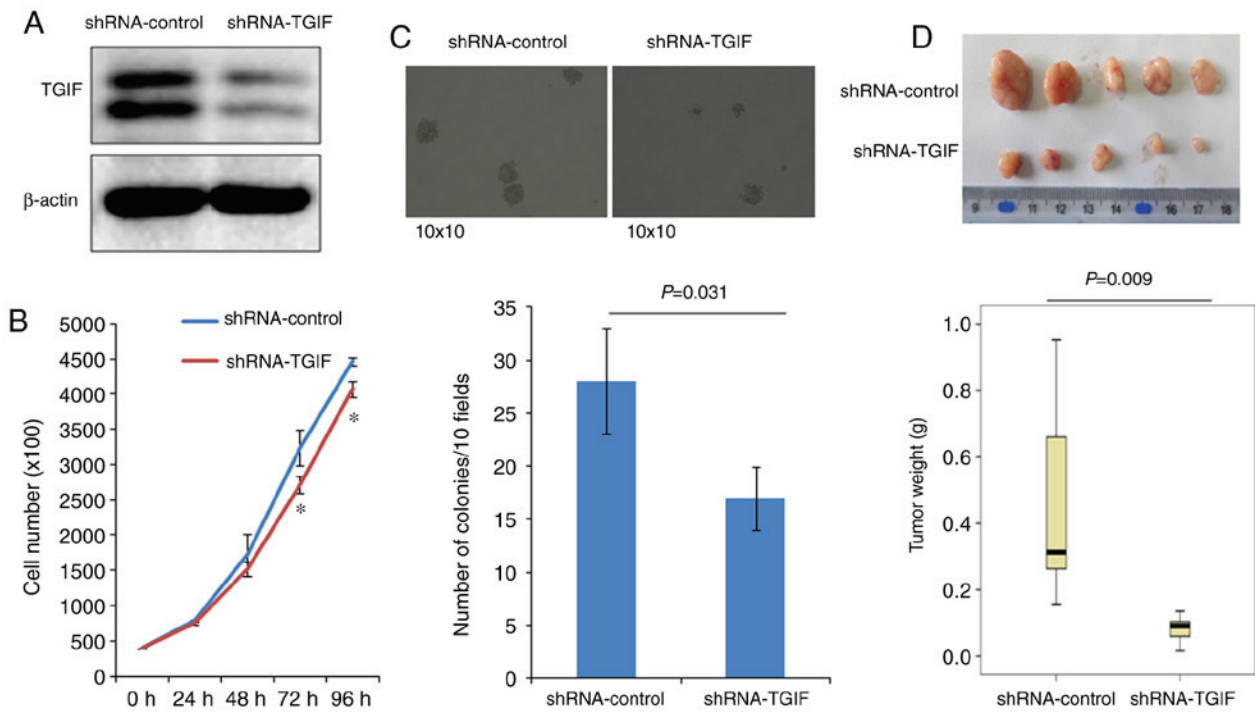 A
shRNA-control shRNA-TGIF
TGIF
β-actin
B
shRNA-control
shRNA-TGIF
5000
4500
4000
3500
3000
2500
2000
1500
1000
500
0
Cell number (x100)
*
*
0 h 24 h 48 h 72 h 96 h
C
shRNA-control shRNA-TGIF
10x10 10x10
P=0.031
35
30
25
20
15
10
5
0
Number of colonies/10 fields
shRNA-control shRNA-TGIF
D
shRNA-control
shRNA-TGIF
9 11 12 13 14 16 17 18
P=0.009
1.0
0.8
0.6
0.4
0.2
0.0
Tumor weight (g)
shRNA-control shRNA-TGIF